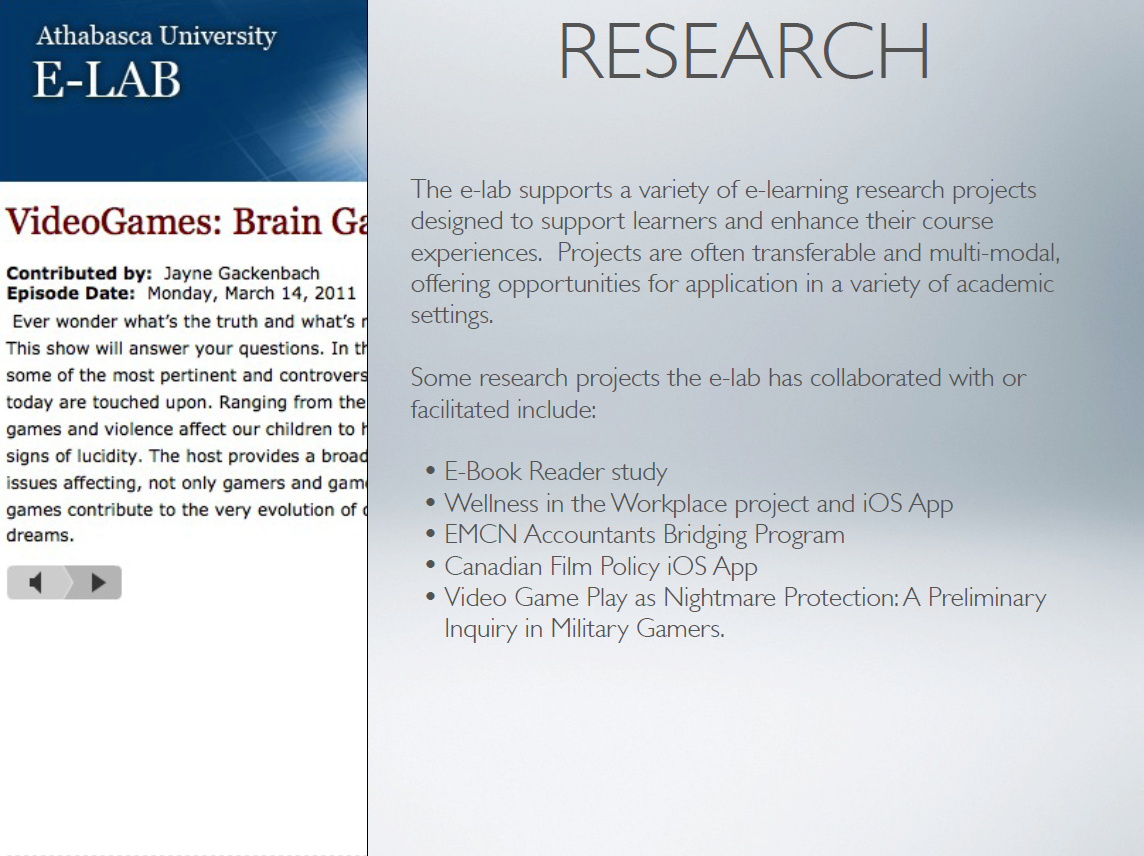 Athabasca University
E-LAB
VideoGames: Brain Ga
Contributed by: Jayne Gackenbach
Episode Date: Monday, March 14, 2011
Ever wonder what's the truth and what's
This show will answer your questions. In
some of the most pertinent and controvers
today are touched upon. Ranging from the
games and violence affect our children to
signs of lucidity. The host provides a broad
issues affecting, not only gamers and gam
games contribute to the very evolution of
dreams.
RESEARCH
The e-lab supports a variety of e-learning research projects
designed to support learners and enhance their course
experiences. Projects are often transferable and multi-modal,
offering opportunities for application in a variety of academic
settings.
Some research projects the e-lab has collaborated with or
facilitated include:
• E-Book Reader study
• Wellness in the Workplace project and iOS App
• EMCN Accountants Bridging Program
• Canadian Film Policy iOS App
• Video Game Play as Nightmare Protection: A Preliminary
Inquiry in Military Gamers.